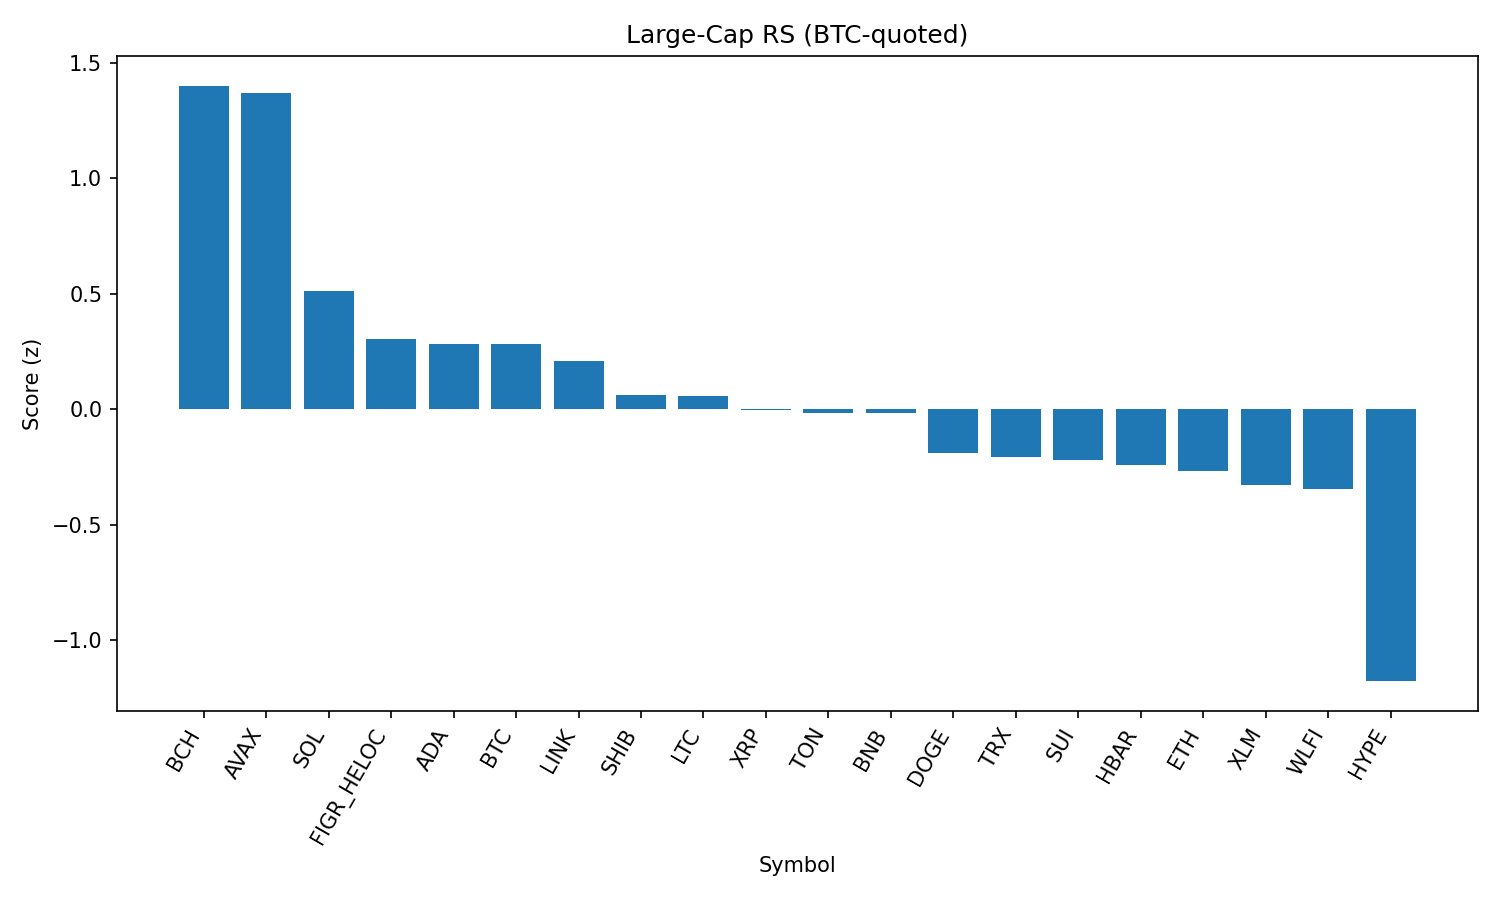 Large-Cap RS (BTC-quoted)
Score (z)
1.5
1.0
0.5
0.0
−0.5
−1.0
BCH
AVAX
SOL
FIGR_HELOC
ADA
BTC
LINK
SHIB
LTC
XRP
TON
BNB
DOGE
TRX
SUI
HBAR
ETH
XLM
WLFI
HYPE
Symbol